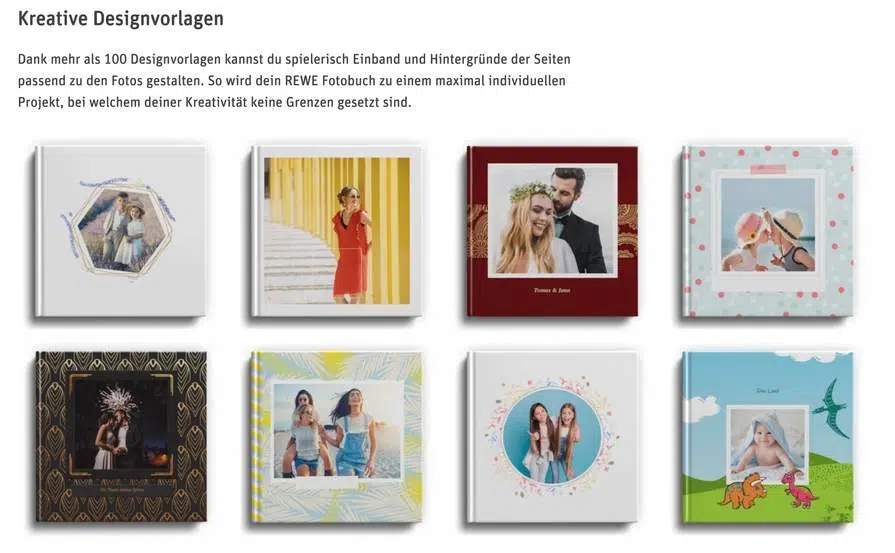 Kreative Designvorlagen
Dank mehr als 100 Designvorlagen kannst du spielerisch Einband und Hintergründe der Seiten
passend zu den Fotos gestalten. So wird dein REWE Fotobuch zu einem maximal individuellen
Projekt, bei welchem deiner Kreativität keine Grenzen gesetzt sind.